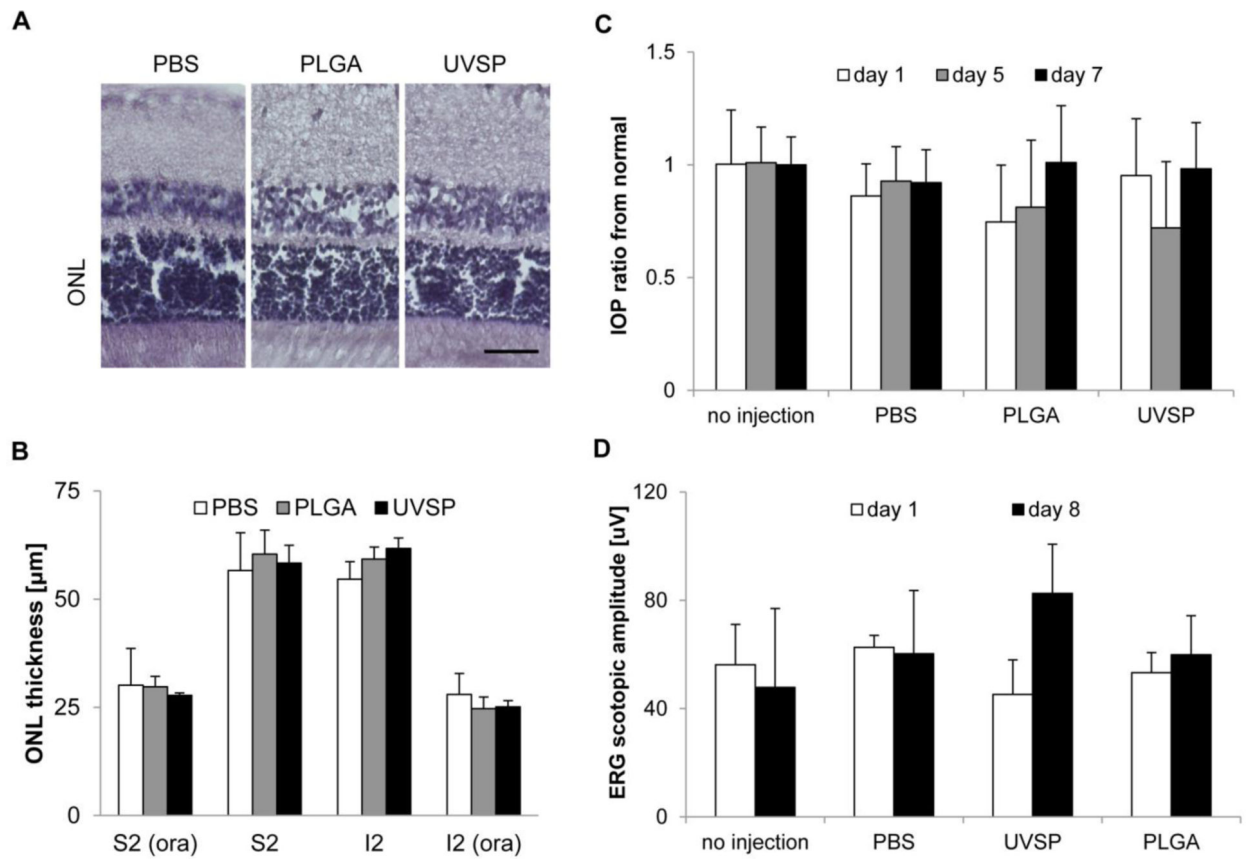 A
PBS PLGA UVSP
ONL
B
ONL thickness [µm]
75
50
25
0
PBS PLGA UVSP
S2 (ora) S2 I2 I2 (ora)
C
IOP ratio from normal
1.5
1
0.5
0
day 1 day 5 day 7
no injection PBS PLGA UVSP
D
ERG scotopic amplitude [uV]
120
80
40
0
day 1 day 8
no injection PBS UVSP PLGA